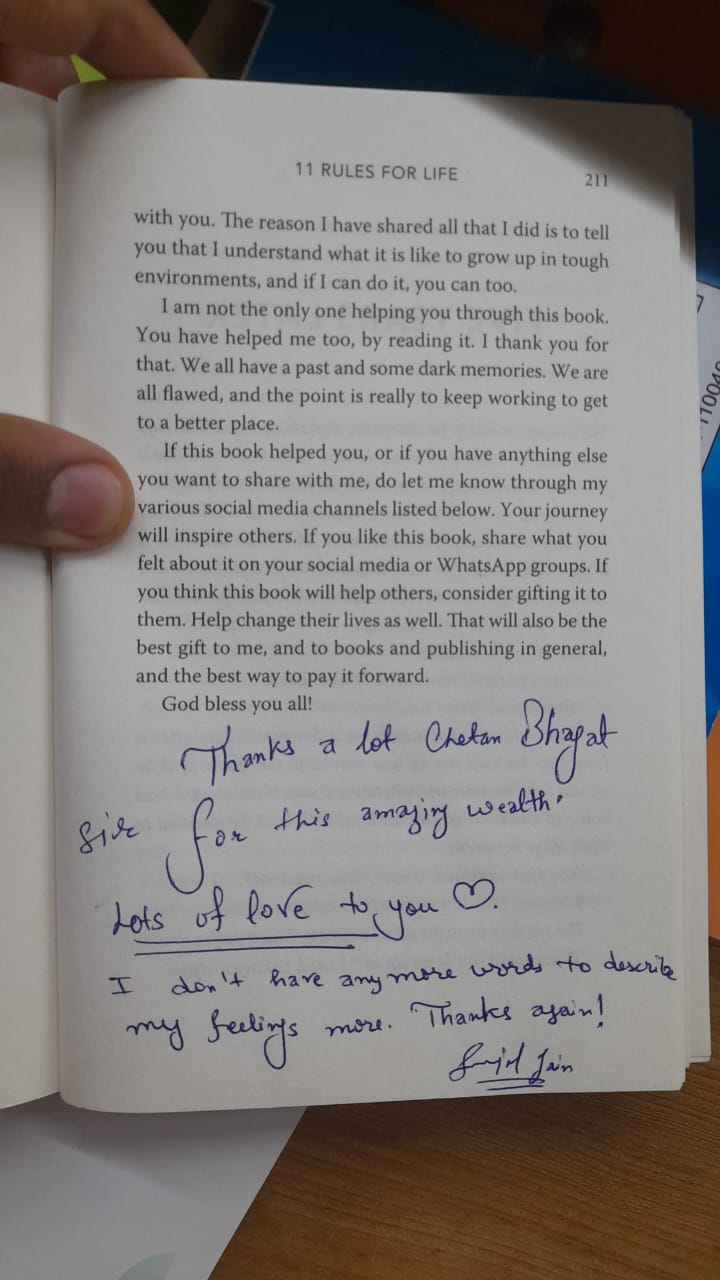 11 RULES FOR LIFE
211
with you. The reason I have shared all that I did is to tell
you that I understand what it is like to grow up in tough
environments, and if I can do it, you can too.
I am not the only one helping you through this book.
You have helped me too, by reading it. I thank you for
that. We all have a past and some dark memories. We are
all flawed, and the point is really to keep working to get
to a better place.
If this book helped you, or if you have anything else
you want to share with me, do let me know through my
various social media channels listed below. Your journey
will inspire others. If you like this book, share what you
felt about it on your social media or WhatsApp groups. If
you think this book will help others, consider gifting it to
them. Help change their lives as well. That will also be the
best gift to me, and to books and publishing in general,
and the best way to pay it forward.
God bless you all!
Thanks a lot Chetan Bhagat
Sir for this amazing wealth.
Lots of love to you ♡.
I don't have any more words to describe
my feelings more. Thanks again!
Jain